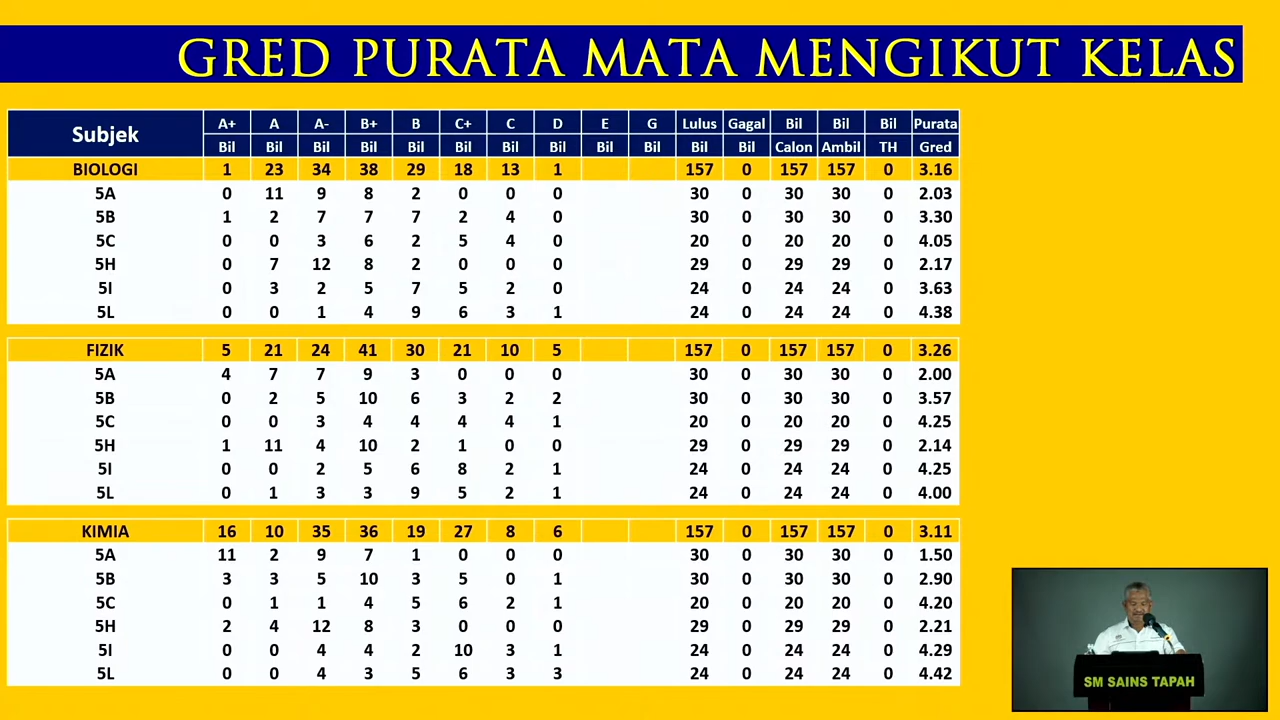 GRED PURATA MATA MENGIKUT KELAS
Subjek A+ A A- B+ B C+ C D E G Lulus Gagal Bil Bil Bil Purata
Bil Bil Bil Bil Bil Bil Bil Bil Bil Bil Bil Bil Calon Ambil TH Gred
BIOLOGI 1 23 34 38 29 18 13 1 157 0 157 157 0 3.16
5A 0 11 9 8 2 0 0 0 30 0 30 30 0 2.03
5B 1 2 7 7 7 2 4 0 30 0 30 30 0 3.30
5C 0 0 3 6 2 5 4 0 20 0 20 20 0 4.05
5H 0 7 12 8 2 0 0 0 29 0 29 29 0 2.17
5I 0 3 2 5 7 5 2 0 24 0 24 24 0 3.63
5L 0 0 1 4 9 6 3 1 24 0 24 24 0 4.38
FIZIK 5 21 24 41 30 21 10 5 157 0 157 157 0 3.26
5A 4 7 7 9 3 0 0 0 30 0 30 30 0 2.00
5B 0 2 5 10 6 3 2 2 30 0 30 30 0 3.57
5C 0 0 3 4 4 4 4 1 20 0 20 20 0 4.25
5H 1 11 4 10 2 1 0 0 29 0 29 29 0 2.14
5I 0 0 2 5 6 8 2 1 24 0 24 24 0 4.25
5L 0 1 3 3 9 5 2 1 24 0 24 24 0 4.00
KIMIA 16 10 35 36 19 27 8 6 157 0 157 157 0 3.11
5A 11 2 9 7 1 0 0 0 30 0 30 30 0 1.50
5B 3 3 5 10 3 5 0 1 30 0 30 30 0 2.90
5C 0 1 1 4 5 6 2 1 20 0 20 20 0 4.20
5H 2 4 12 8 3 0 0 0 29 0 29 29 0 2.21
5I 0 0 4 4 2 10 3 1 24 0 24 24 0 4.29
5L 0 0 4 3 5 6 3 3 24 0 24 24 0 4.42
SM SAINS TAPAH